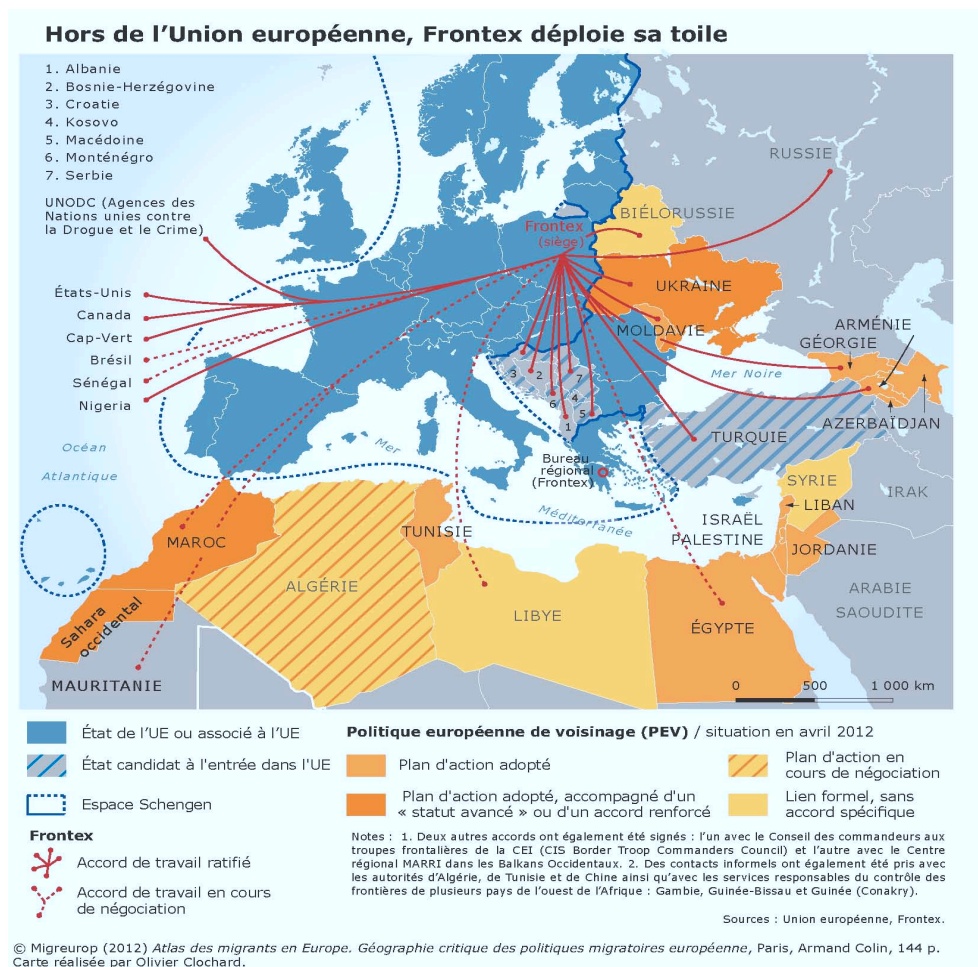 Hors de l’Union européenne, Frontex déploie sa toile
1. Albanie
2. Bosnie-Herzégovine
3. Croatie
4. Kosovo
5. Macédoine
6. Monténégro
7. Serbie
UNODC (Agences des
Nations unies contre
la Drogue et le Crime)
États-Unis
Canada
Cap-Vert
Brésil
Sénégal
Nigeria
Océan
Atlantique
RUSSIE
BIÉLORUSSIE
Frontex
(siège)
UKRAINE
MOLDAVIE
ARMÉNIE
GÉORGIE
Mer Noire
AZERBAÏDJAN
3
2
7
4
6
5
1
TURQUIE
Bureau
régional
(Frontex)
Mer
Méditerranée
SYRIE
IRAK
LIBAN
ISRAËL
PALESTINE
JORDANIE
MAROC
TUNISIE
ALGÉRIE
LIBYE
ÉGYPTE
ARABIE
SAOUDITE
Sahara
occidental
MAURITANIE
0 500 1 000 km
État de l’UE ou associé à l’UE
État candidat à l'entrée dans l'UE
Espace Schengen
Frontex
Accord de travail ratifié
Accord de travail en cours
de négociation
Politique européenne de voisinage (PEV) / situation en avril 2012
Plan d'action adopté
Plan d'action en
cours de négociation
Plan d'action adopté, accompagné d'un
« statut avancé » ou d'un accord renforcé
Lien formel, sans
accord spécifique
Notes : 1. Deux autres accords ont également été signés : l’un avec le Conseil des commandeurs aux
troupes frontalières de la CEI (CIS Border Troop Commanders Council) et l’autre avec le Centre
régional MARRI dans les Balkans Occidentaux. 2. Des contacts informels ont également été pris avec
les autorités d’Algérie, de Tunisie et de Chine ainsi qu’avec les services responsables du contrôle des
frontières de plusieurs pays de l’ouest de l’Afrique : Gambie, Guinée-Bissau et Guinée (Conakry).
Sources : Union européenne, Frontex.
© Migreurop (2012) Atlas des migrants en Europe. Géographie critique des politiques migratoires européenne, Paris, Armand Colin, 144 p.
Carte réalisée par Olivier Clochard.